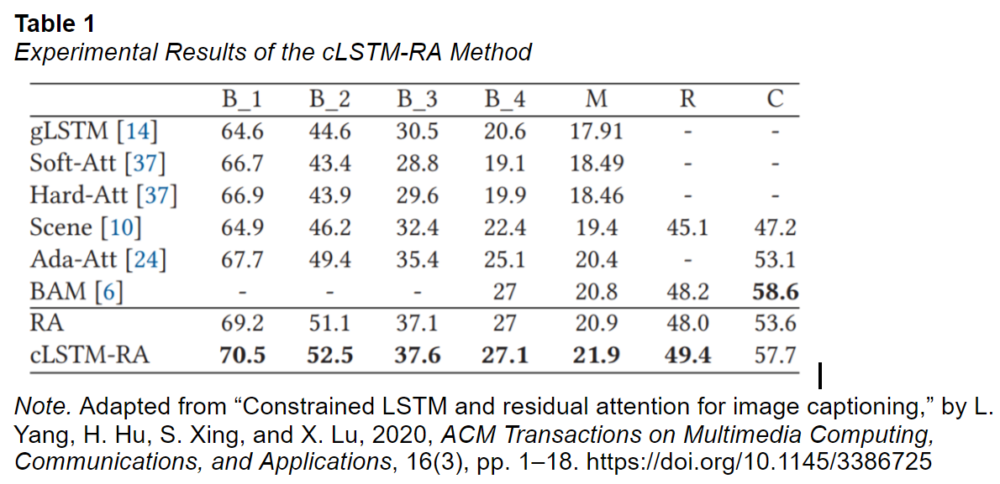 Table 1
Experimental Results of the cLSTM-RA Method
B_1 B_2 B_3 B_4 M R C
gLSTM [14] 64.6 44.6 30.5 20.6 17.91 - -
Soft-Att [37] 66.7 43.4 28.8 19.1 18.49 - -
Hard-Att [37] 66.9 43.9 29.6 19.9 18.46 - -
Scene [10] 64.9 46.2 32.4 22.4 19.4 45.1 47.2
Ada-Att [24] 67.7 49.4 35.4 25.1 20.4 - 53.1
BAM [6] - - - 27 20.8 48.2 58.6
RA 69.2 51.1 37.1 27 20.9 48.0 53.6
cLSTM-RA 70.5 52.5 37.6 27.1 21.9 49.4 57.7
Note. Adapted from “Constrained LSTM and residual attention for image captioning,” by L.
Yang, H. Hu, S. Xing, and X. Lu, 2020, ACM Transactions on Multimedia Computing,
Communications, and Applications, 16(3), pp. 1–18. https://doi.org/10.1145/3386725